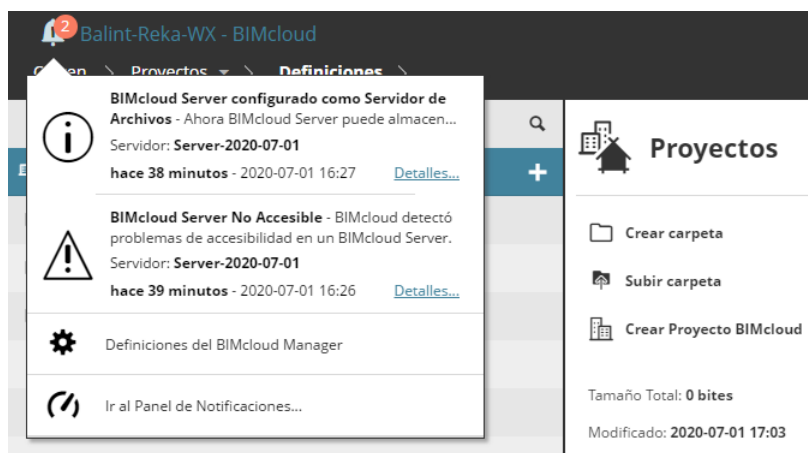 2
Balint-Reka-WX - BIMcloud
Proyectos > Definiciones >
BIMcloud Server configurado como Servidor de
Archivos - Ahora BIMcloud Server puede almacen...
Servidor: Server-2020-07-01
hace 38 minutos - 2020-07-01 16:27 Detalles...
BIMcloud Server No Accesible - BIMcloud detectó
problemas de accesibilidad en un BIMcloud Server.
Servidor: Server-2020-07-01
hace 39 minutos - 2020-07-01 16:26 Detalles...
Definiciones del BIMcloud Manager
Ir al Panel de Notificaciones...
Proyectos
Crear carpeta
Subir carpeta
Crear Proyecto BIMcloud
Tamaño Total: 0 bites
Modificado: 2020-07-01 17:03